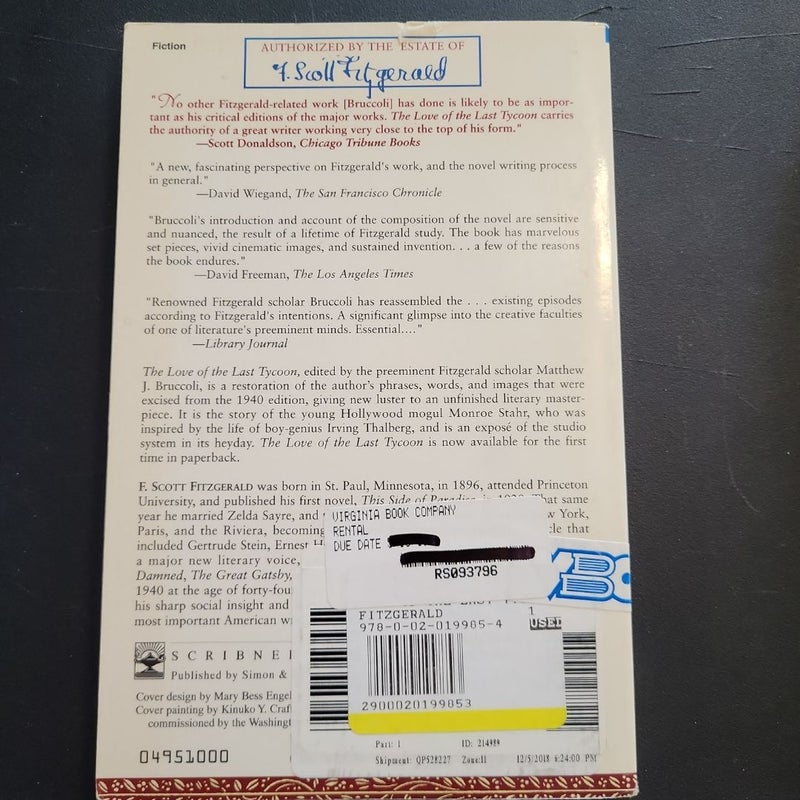 Fiction
AUTHORIZED BY THE ESTATE OF
F. Scott Fitzgerald
"No other Fitzgerald-related work [Bruccoli] has done is likely to be as impor-
tant as his critical editions of the major works. The Love of the Last Tycoon carries
the authority of a great writer working very close to the top of his form."
—Scott Donaldson, Chicago Tribune Books
"A new, fascinating perspective on Fitzgerald's work, and the novel writing process
in general."
—David Wiegand, The San Francisco Chronicle
"Bruccoli's introduction and account of the composition of the novel are sensitive
and nuanced, the result of a lifetime of Fitzgerald study. The book has marvelous
set pieces, vivid cinematic images, and sustained invention. . . a few of the reasons
the book endures."
—David Freeman, The Los Angeles Times
"Renowned Fitzgerald scholar Bruccoli has reassembled the . . . existing episodes
according to Fitzgerald's intentions. A significant glimpse into the creative faculties
of one of literature's preeminent minds. Essential...."
—Library Journal
The Love of the Last Tycoon, edited by the preeminent Fitzgerald scholar Matthew
J. Bruccoli, is a restoration of the author's phrases, words, and images that were
excised from the 1940 edition, giving new luster to an unfinished literary master-
piece. It is the story of the young Hollywood mogul Monroe Stahr, who was
inspired by the life of boy-genius Irving Thalberg, and is an exposé of the studio
system in its heyday. The Love of the Last Tycoon is now available for the first
time in paperback.
F. SCOTT FITZGERALD was born in St. Paul, Minnesota, in 1896, attended Princeton
University, and published his first novel, This Side of Paradise in 1920. That same
year he married Zelda Sayre, and York,
Paris, and the Riviera, becoming that
included Gertrude Stein, Ernest
a major new literary voice,
Damned, The Great Gatsby,
1940 at the age of forty-four
his sharp social insight and
most important American
VIRGINIA BOOK COMPANY
RENTAL
DUE DATE
RS093796
FITZGERALD 1
978-0-02-019985-4 USED
2900020199853
SCRIBNE
Published by Simon &
Cover design by Mary Bess Engel
Cover painting by Kinuko Y. Craf
commissioned by the Washingt
04951000
Part: 1 ID: 214989
Shipment: QP528227 Zone:11 12/5/2018 6:24:00 PM